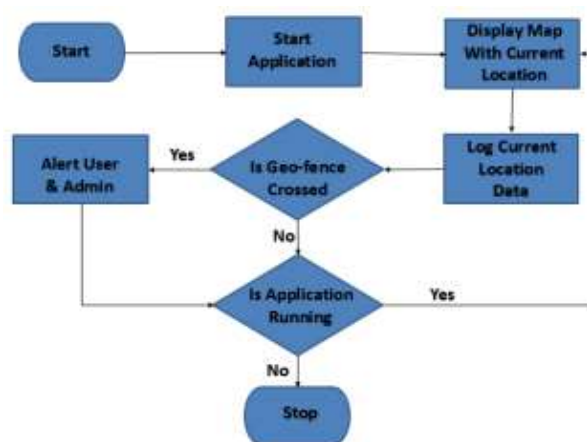 Start
Start
Application
Display Map
With Current
Location
Log Current
Location
Data
Is Geo-fence
Crossed
Yes
Alert User
& Admin
No
Is Application
Running
Yes
No
Stop